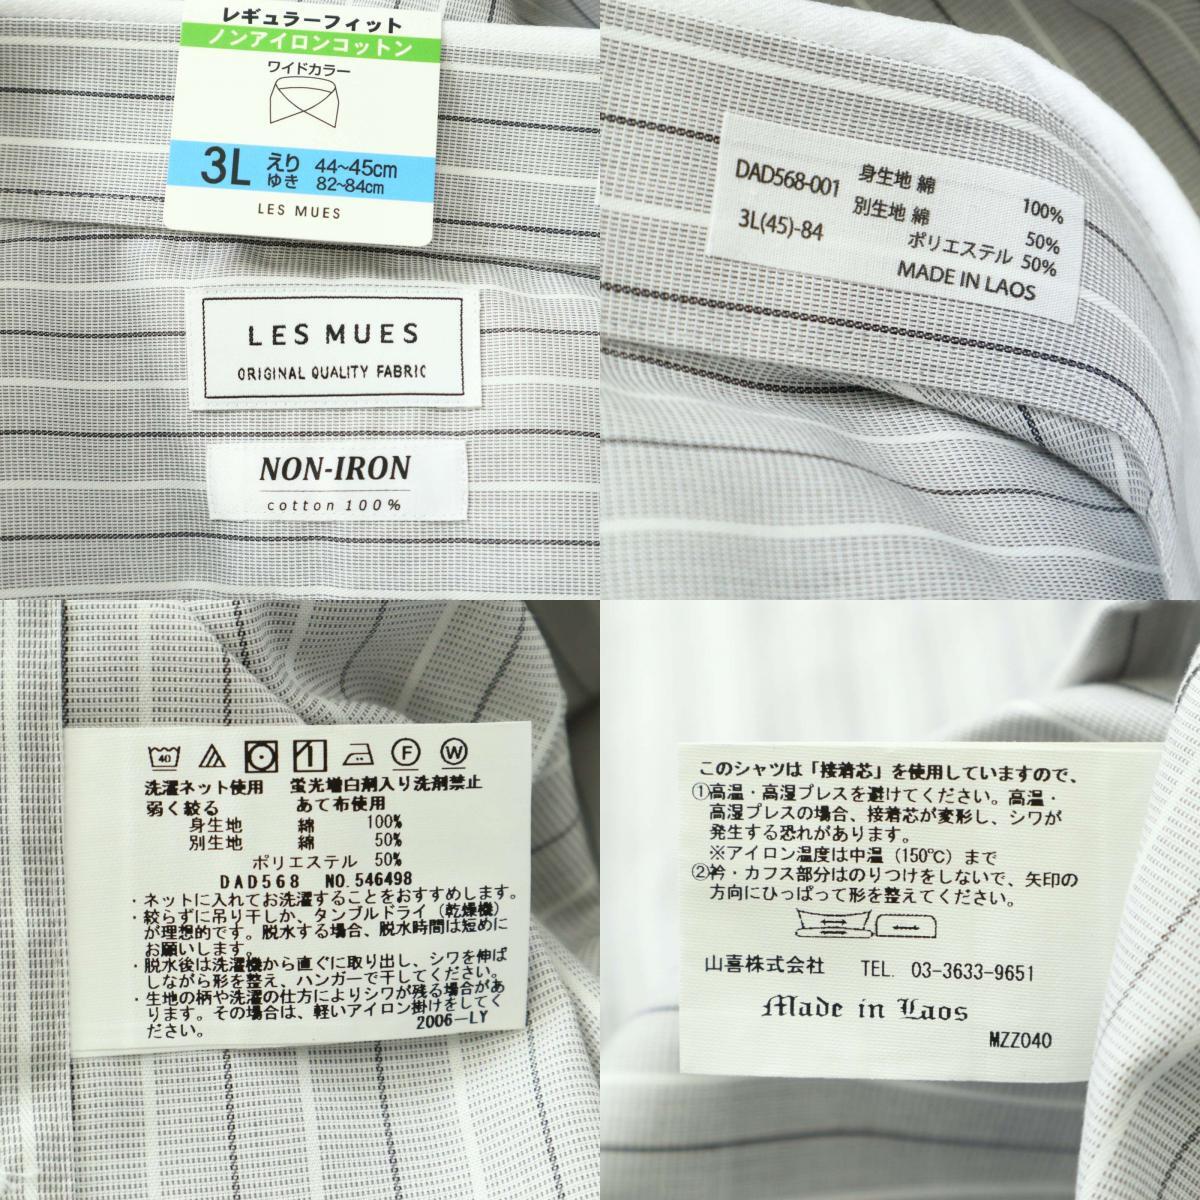 レギュラーフィット
ノンアイロンコットン
ワイドカラー
3L えり 44~45cm
ゆき 82~84cm
LES MUES
LES MUES
ORIGINAL QUALITY FABRIC
NON-IRON
cotton 100%
DAD568-001 身生地 綿 100%
3L(45)-84 別生地 綿 50%
ポリエステル 50%
MADE IN LAOS
40 1 F W
洗濯ネット使用 蛍光増白剤入り洗剤禁止
弱く絞る あて布使用
身生地 綿 100%
別生地 綿 50%
ポリエステル 50%
DAD568 NO.546498
・ネットに入れてお洗濯することをおすすめします。
・絞らずに吊り干しか、タンブルドライ(乾燥機)
が理想的です。脱水する場合、脱水時間は短めに
お願いします。
・脱水後は洗濯機から直ぐに取り出し、シワを伸ば
しながら形を整え、ハンガーで干してください。
・生地の柄や洗濯の仕方によりシワが残る場合があ
ります。その場合は、軽いアイロン掛けをしてく
ださい。
2006-LY
このシャツは「接着芯」を使用していますので、
①高温・高湿プレスを避けてください。高温・
高湿プレスの場合、接着芯が変形し、シワが
発生する恐れがあります。
※アイロン温度は中温(150℃)まで
②衿・カフス部分はのりつけをしないで、矢印の
方向にひっぱって形を整えてください。
山喜株式会社 TEL. 03-3633-9651
Made in Laos
MZZ040